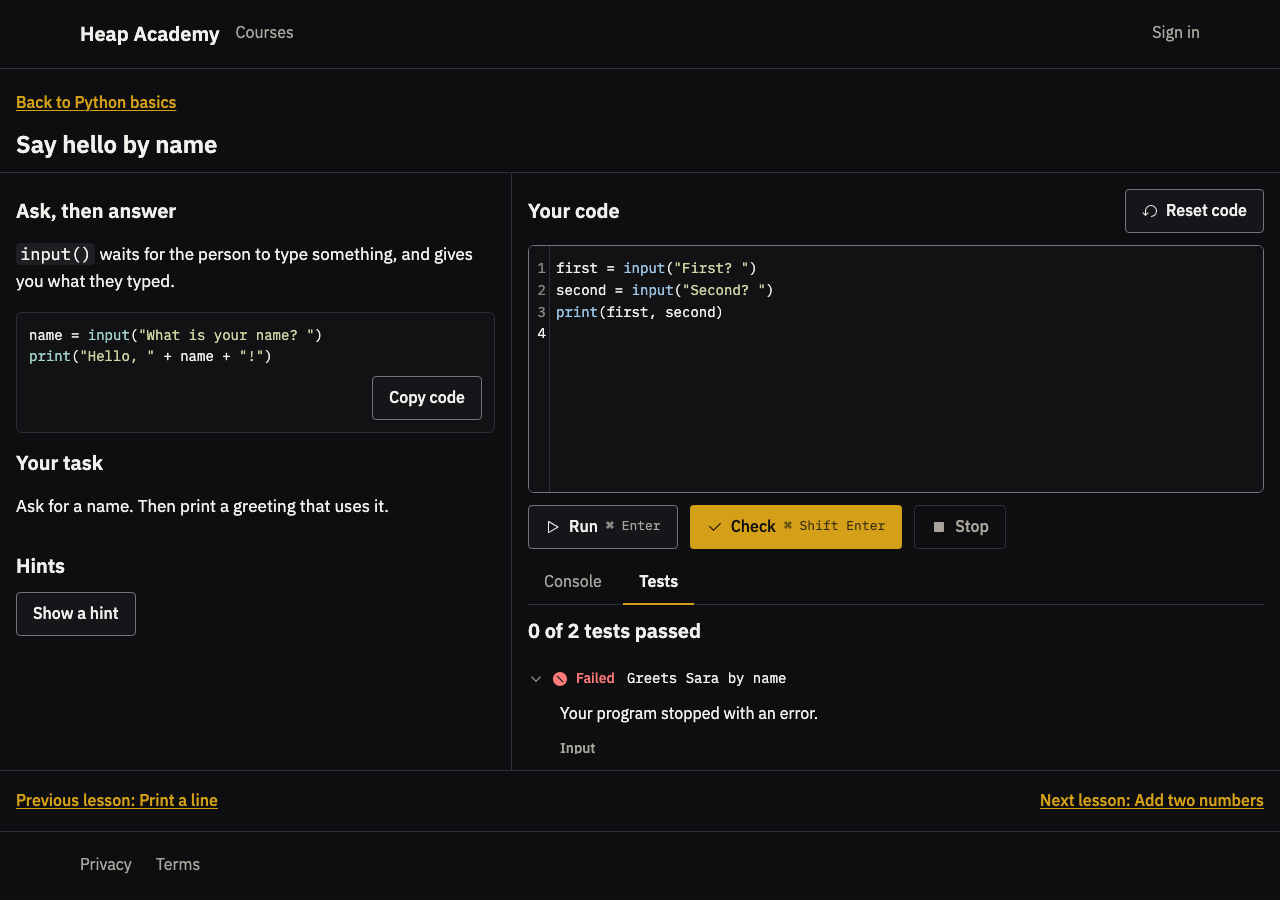 Heap Academy Courses Sign in
Back to Python basics
Say hello by name
Ask, then answer
input() waits for the person to type something, and gives
you what they typed.
name = input("What is your name? ")
print("Hello, " + name + "!")
Copy code
Your task
Ask for a name. Then print a greeting that uses it.
Hints
Show a hint
Your code
Reset code
1 first = input("First? ")
2 second = input("Second? ")
3 print(first, second)
4
Run ⌘ Enter Check ⌘ Shift Enter Stop
Console Tests
0 of 2 tests passed
Failed Greets Sara by name
Your program stopped with an error.
Input
Previous lesson: Print a line Next lesson: Add two numbers
Privacy Terms